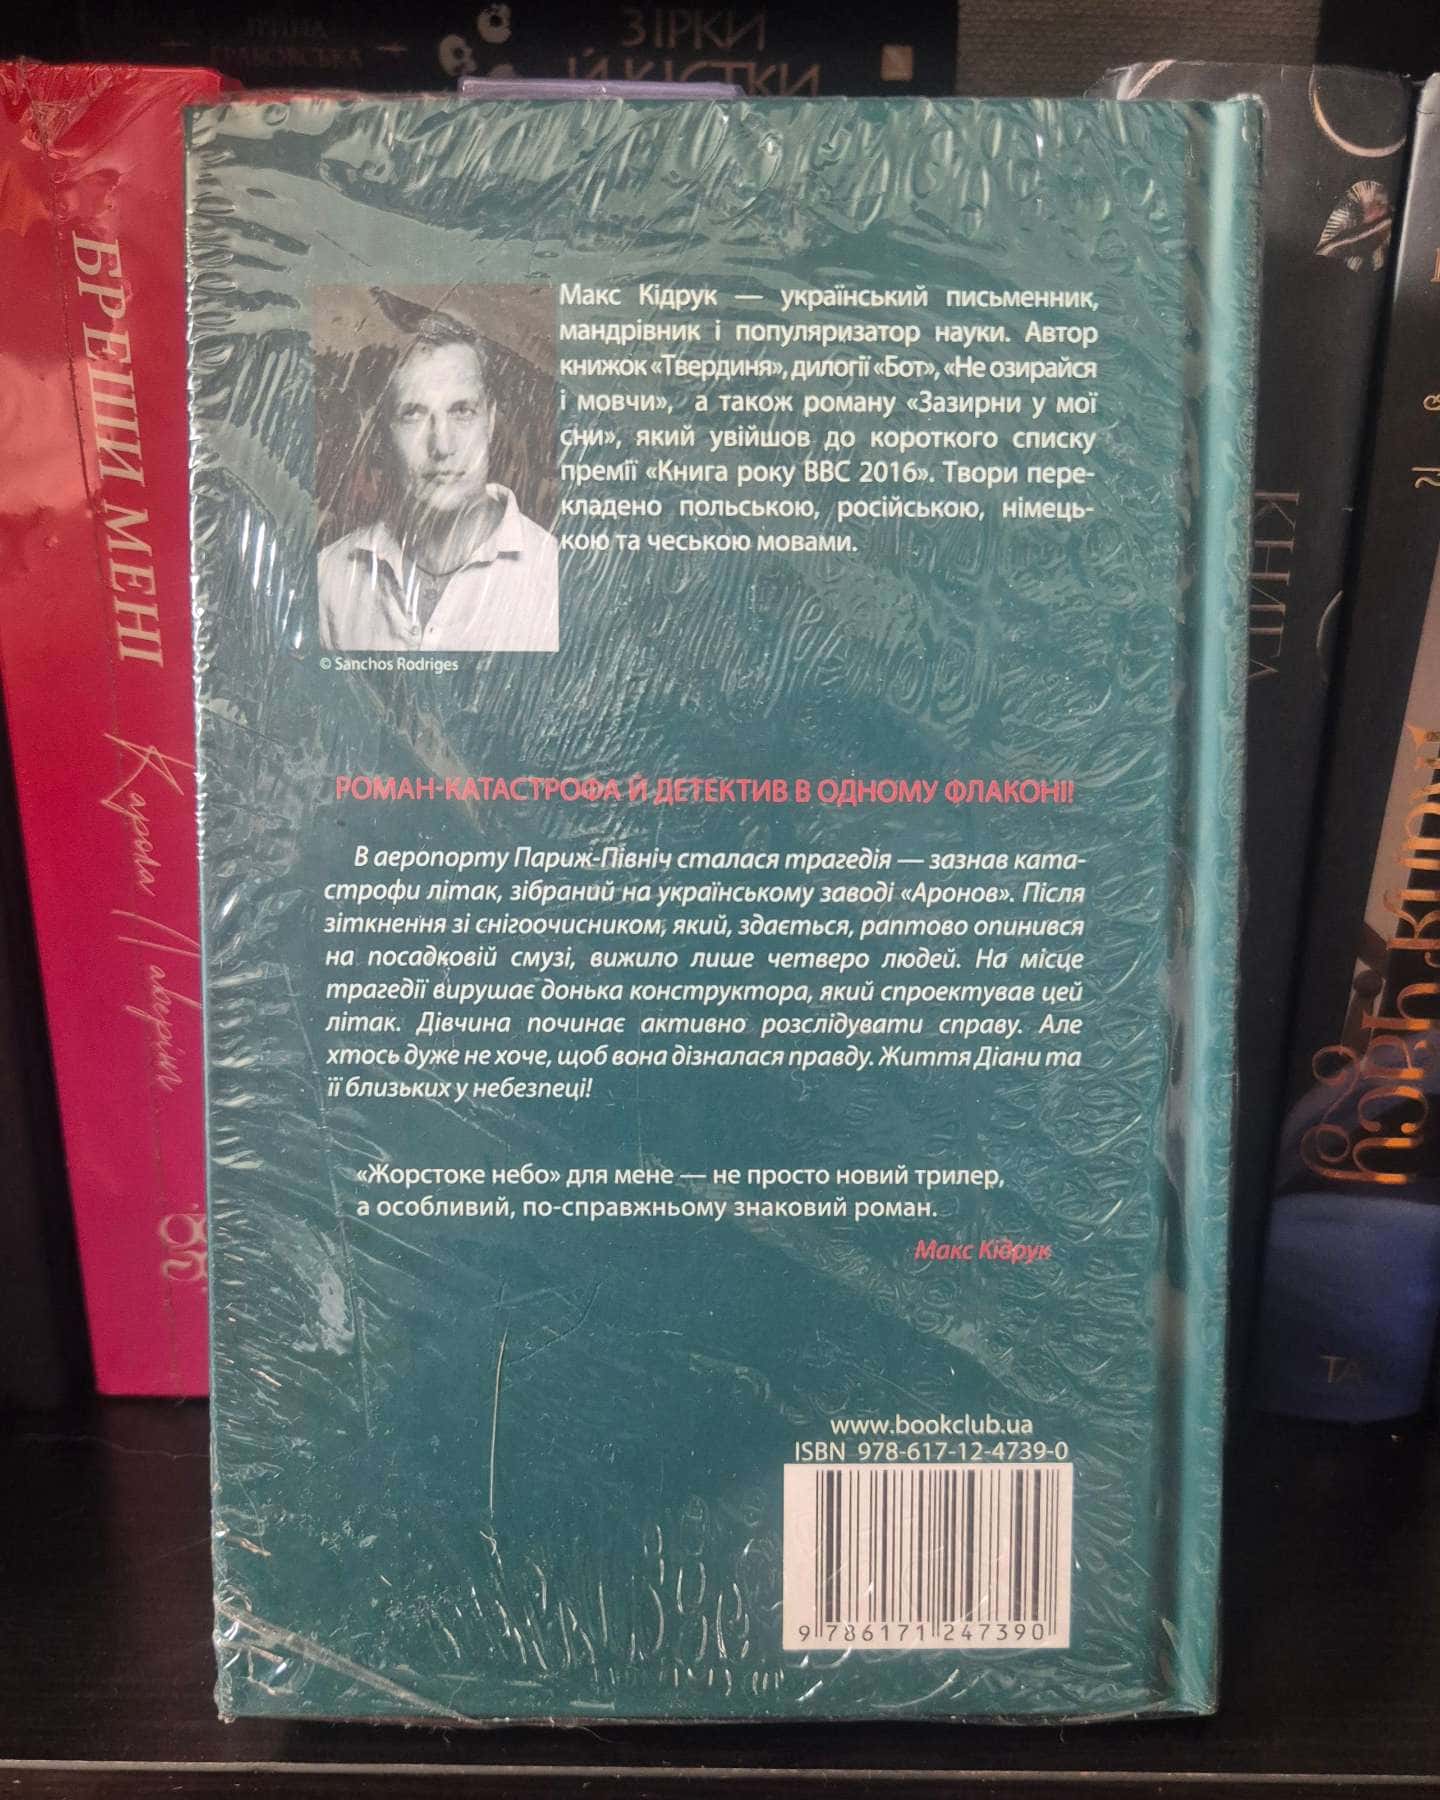 ІРИНА
ГРАБОВСЬКА
ЗІРКИ
Й КІСТКИ
БРЕШИ МЕНІ
Карола
КНИГА
ТА
Макс Кідрук — український письменник,
мандрівник і популяризатор науки. Автор
книжок «Твердиня», дилогії «Бот», «Не озирайся
і мовчи», а також роману «Зазирни у мої
сни», який увійшов до короткого списку
премії «Книга року ВВС 2016». Твори пере-
кладено польською, російською, німець-
кою та чеською мовами.
© Sanchos Rodriges
РОМАН-КАТАСТРОФА Й ДЕТЕКТИВ В ОДНОМУ ФЛАКОНІ!
В аеропорту Париж-Північ сталася трагедія — зазнав ката-
строфи літак, зібраний на українському заводі «Аронов». Після
зіткнення зі снігоочисником, який, здається, раптово опинився
на посадковій смузі, вижило лише четверо людей. На місце
трагедії вирушає донька конструктора, який спроектував цей
літак. Дівчина починає активно розслідувати справу. Але
хтось дуже не хоче, щоб вона дізналася правду. Життя Діани та
її близьких у небезпеці!
«Жорстоке небо» для мене — не просто новий трилер,
а особливий, по-справжньому знаковий роман.
Макс Кідрук
www.bookclub.ua
ISBN 978-617-12-4739-0
9 786171 247390